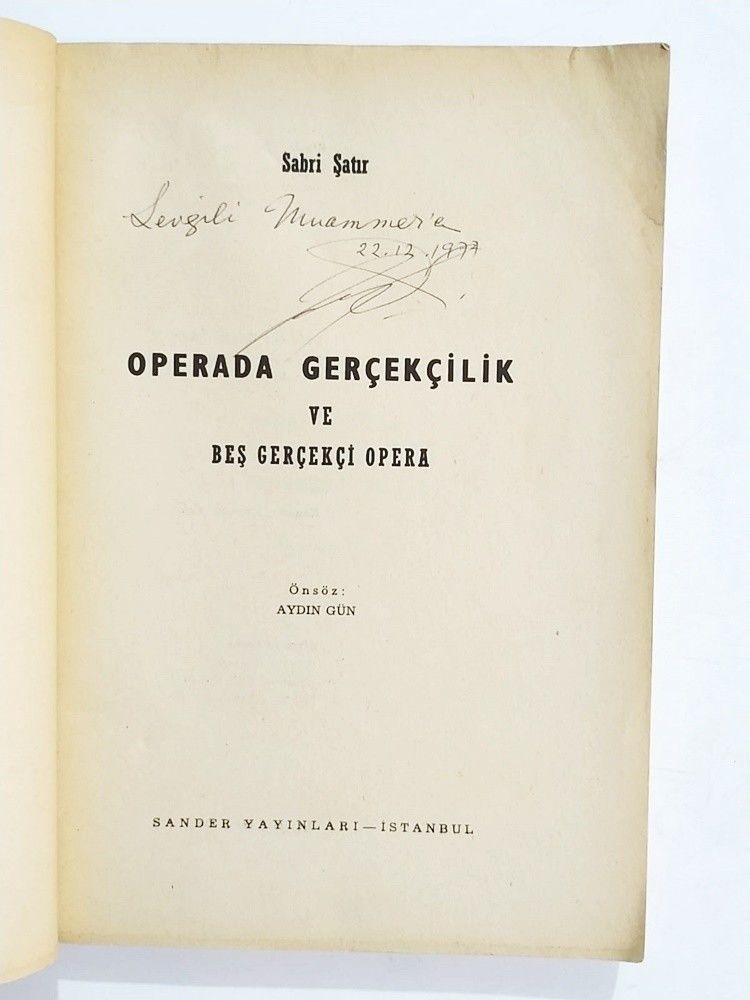 Sabri Şatır
Sevgili Muammer'e
22.12.1977
OPERADA GERÇEKÇİLİK
VE
BEŞ GERÇEKÇİ OPERA
Önsöz:
AYDIN GÜN
SANDER YAYINLARI—İSTANBUL